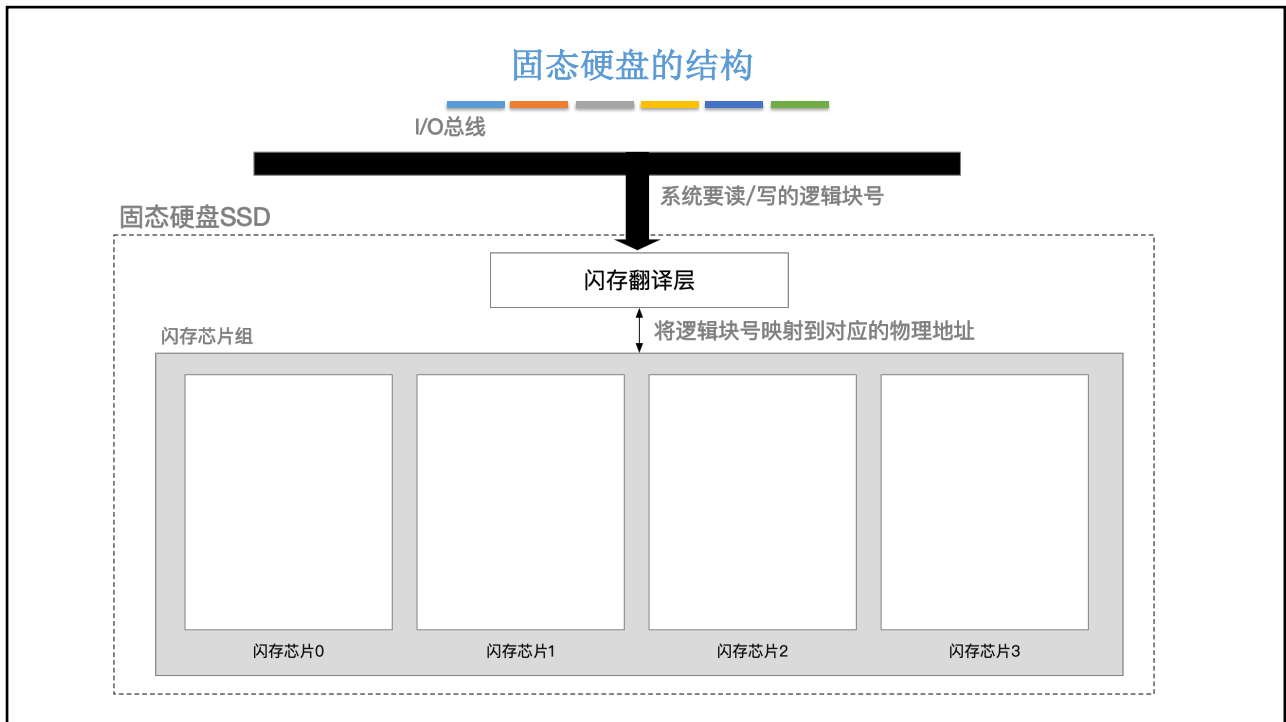 固态硬盘的结构
I/O总线
系统要读/写的逻辑块号
固态硬盘SSD
闪存翻译层
将逻辑块号映射到对应的物理地址
闪存芯片组
闪存芯片0
闪存芯片1
闪存芯片2
闪存芯片3